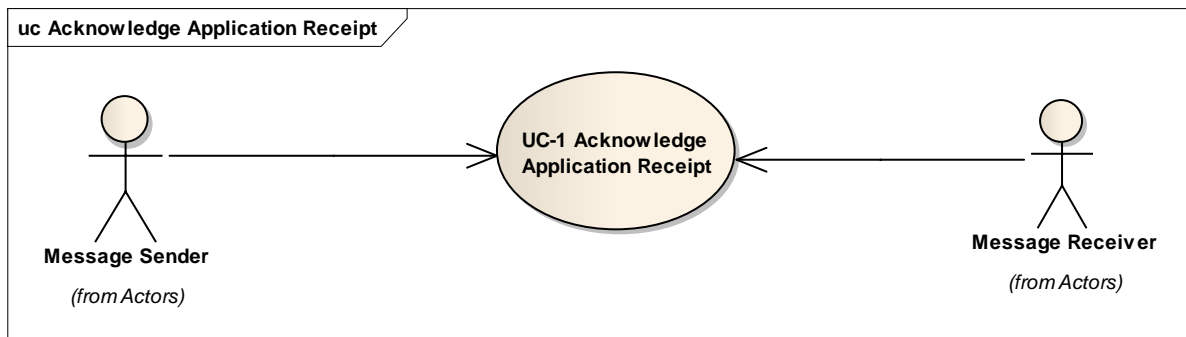 uc Acknowledge Application Receipt
UC-1 Acknowledge
Application Receipt
Message Sender
(from Actors)
Message Receiver
(from Actors)